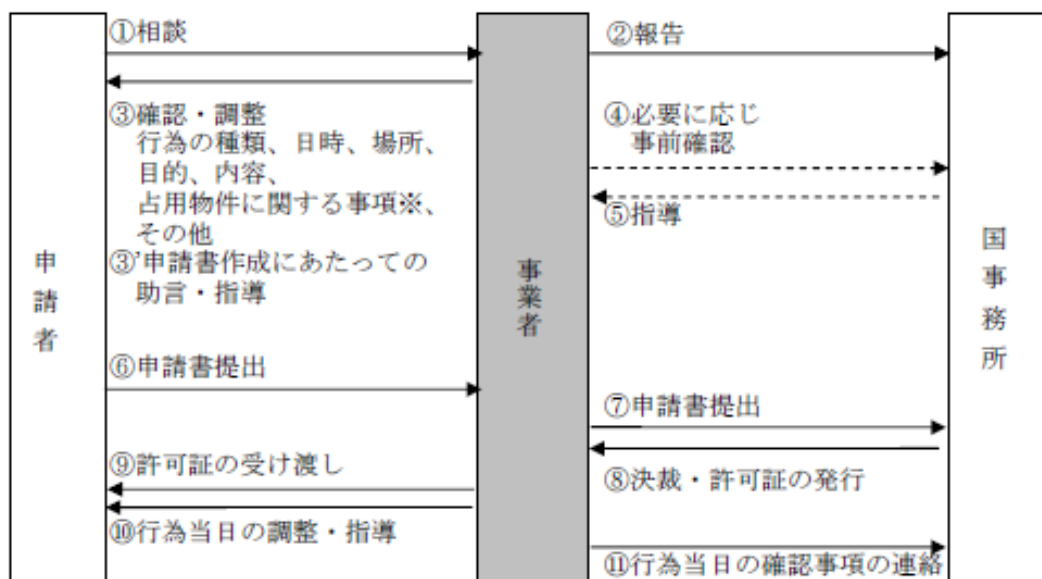 ①相談
②報告
③確認・調整
行為の種類、日時、場所、
目的、内容、
占用物件に関する事項※、
その他
③’申請書作成にあたっての
助言・指導
④必要に応じ
事前確認
⑤指導
申請者
事業者
国事務所
⑥申請書提出
⑦申請書提出
⑧決裁・許可証の発行
⑨許可証の受け渡し
⑩行為当日の調整・指導
⑪行為当日の確認事項の連絡